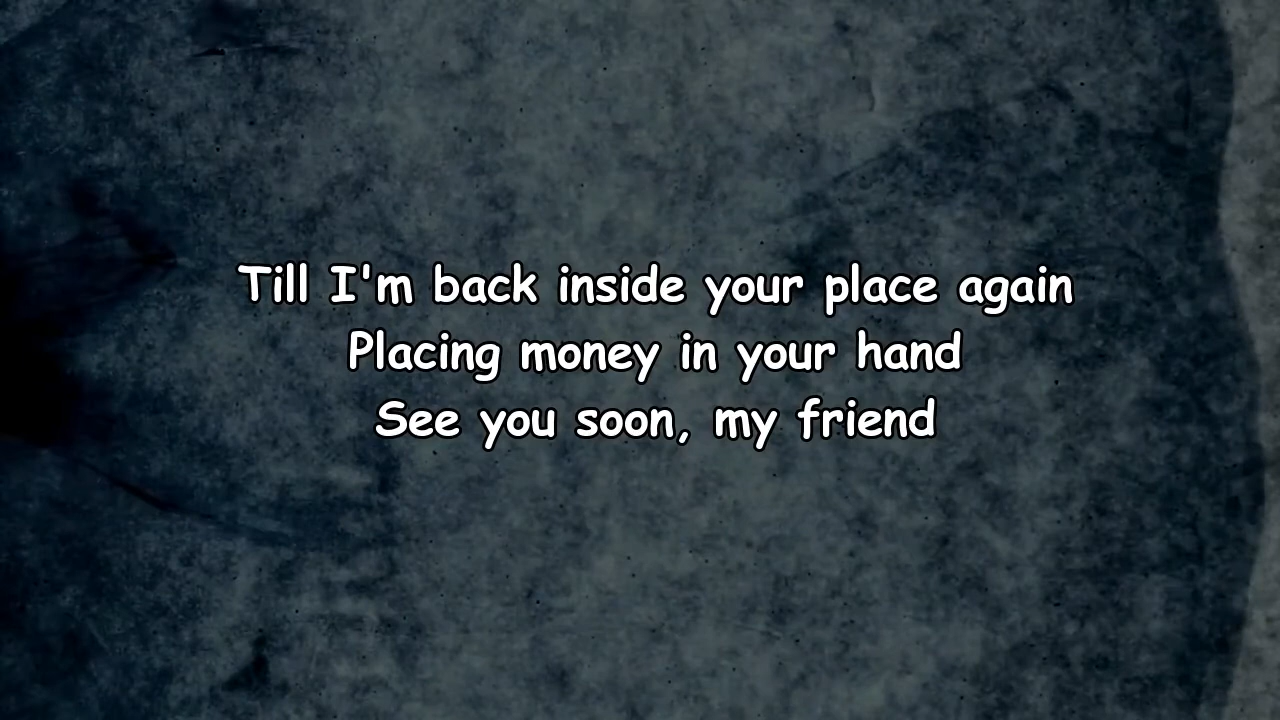 Till I'm back inside your place again
Placing money in your hand
See you soon, my friend